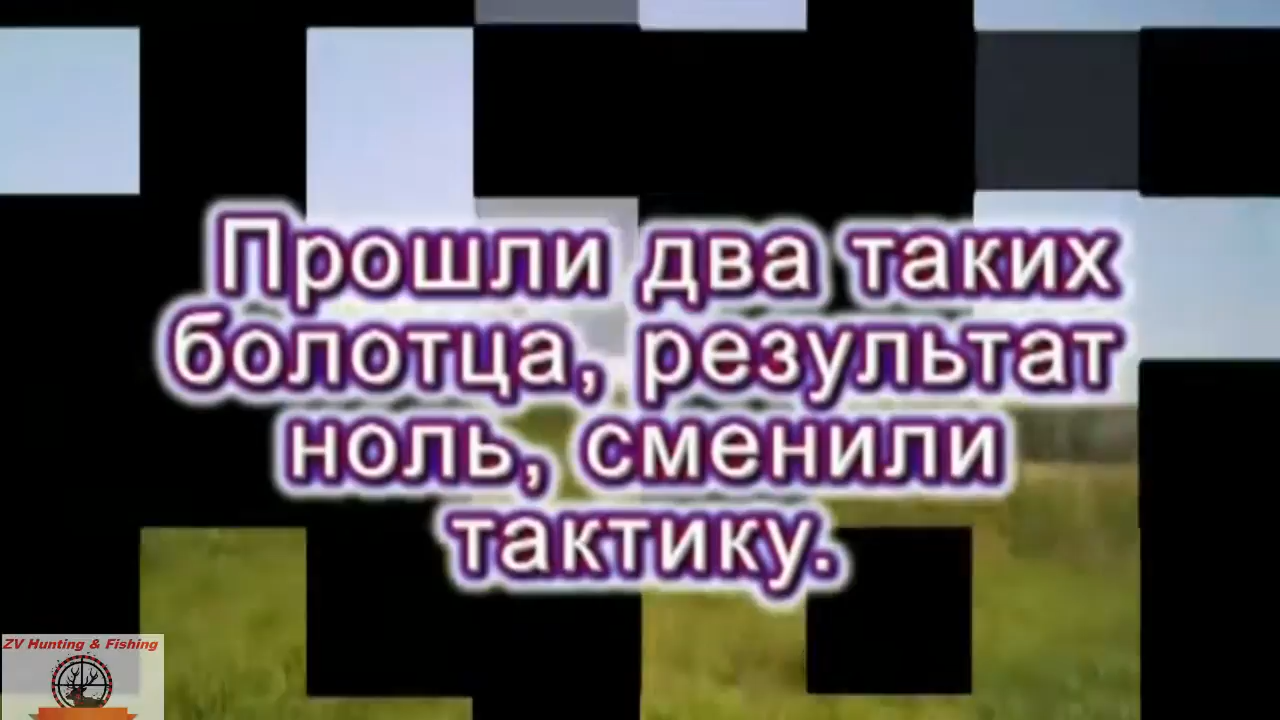 Прошли два таких
болотца, результат
ноль, сменили
тактику.
ZV Hunting & Fishing